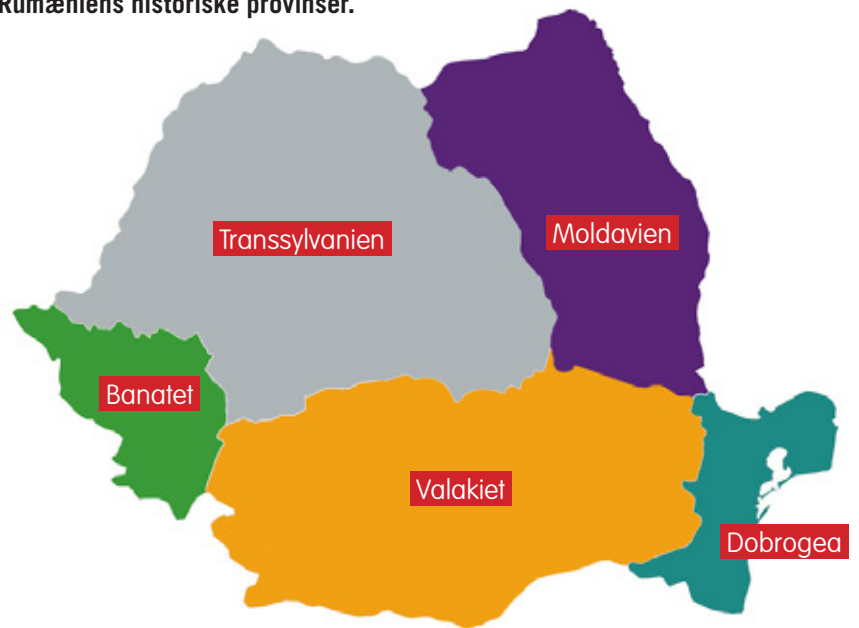 Rumæniens historiske provinser.
Transsylvanien
Moldavien
Banatet
Valakiet
Dobrogea